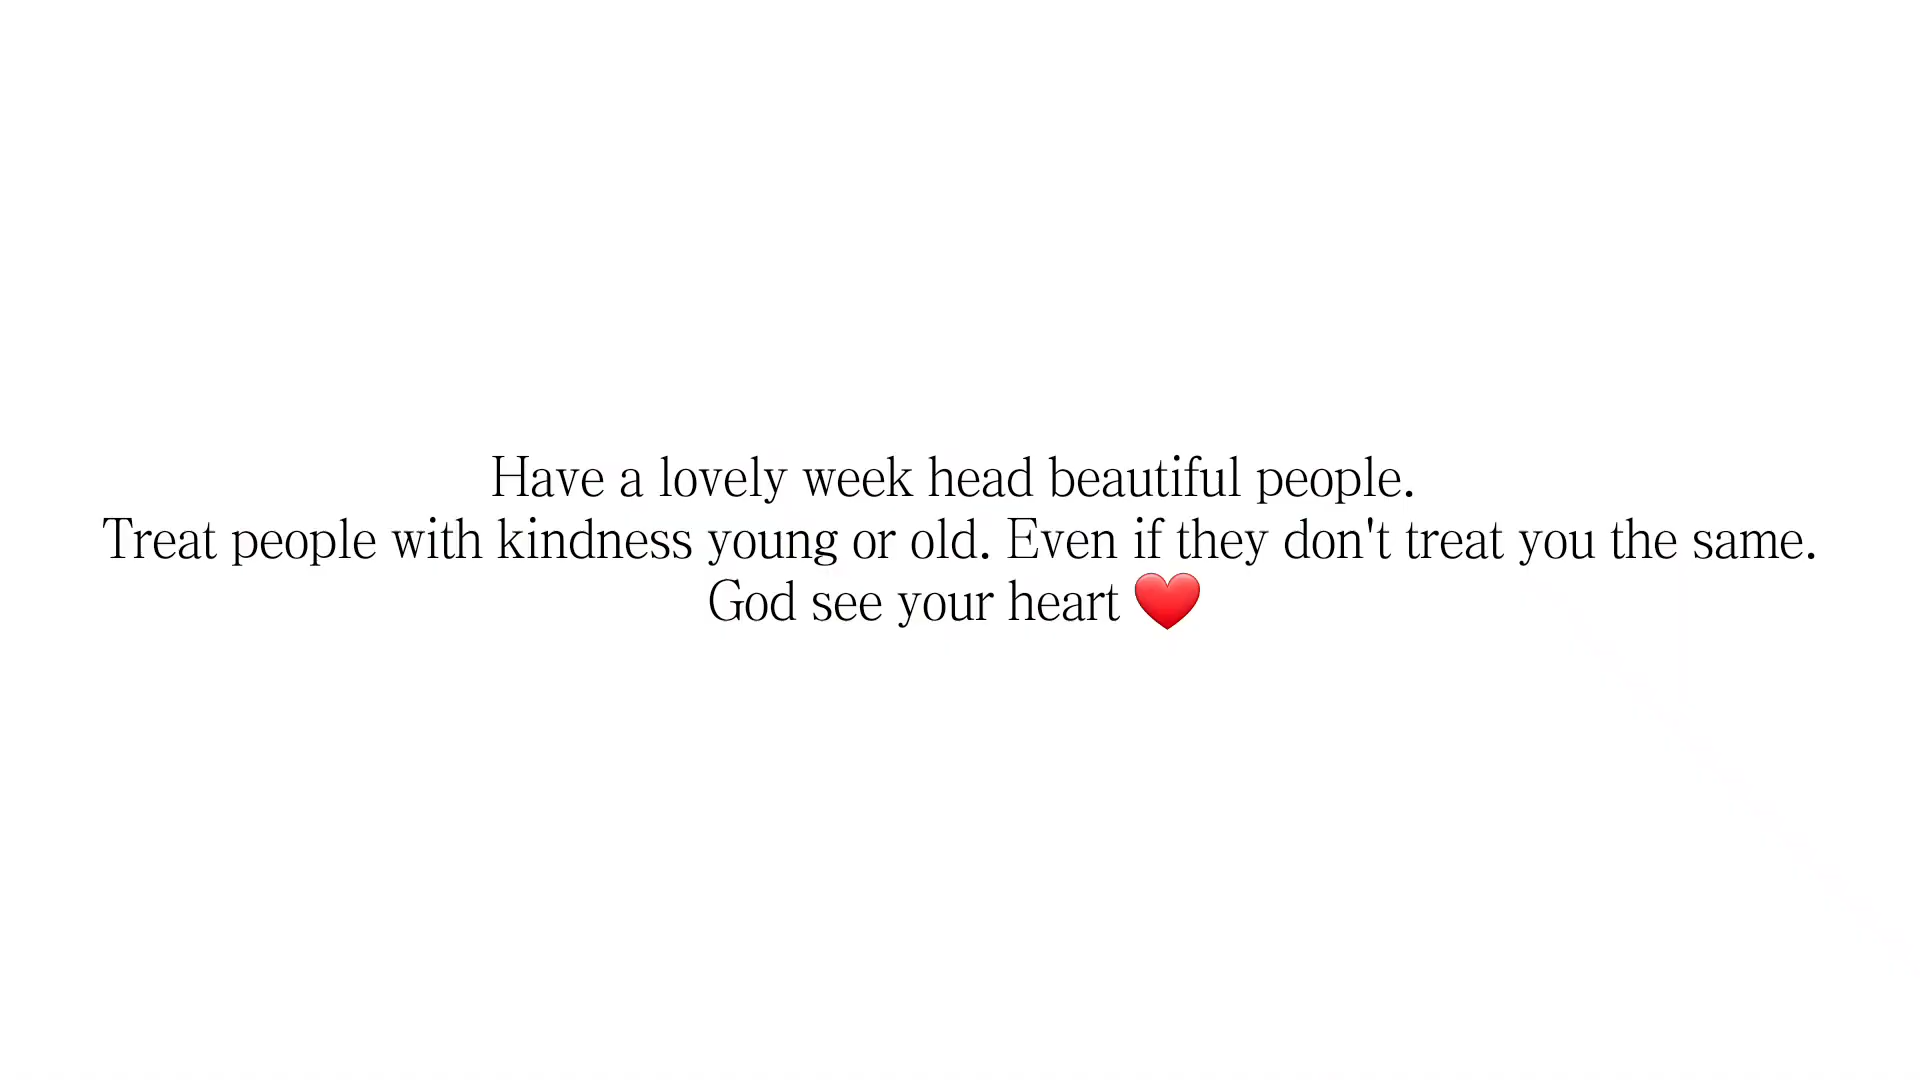 Have a lovely week head beautiful people.
Treat people with kindness young or old. Even if they don't treat you the same.
God see your heart ❤️